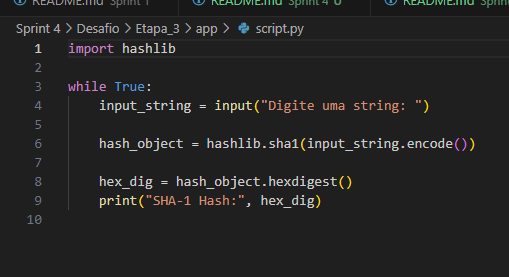 README.md Sprint 1
README.md Sprint 4 U
README.md
Sprint 4 > Desafio > Etapa_3 > app > script.py
1 import hashlib
2
3 while True:
4 input_string = input("Digite uma string: ")
5
6 hash_object = hashlib.sha1(input_string.encode())
7
8 hex_dig = hash_object.hexdigest()
9 print("SHA-1 Hash:", hex_dig)
10